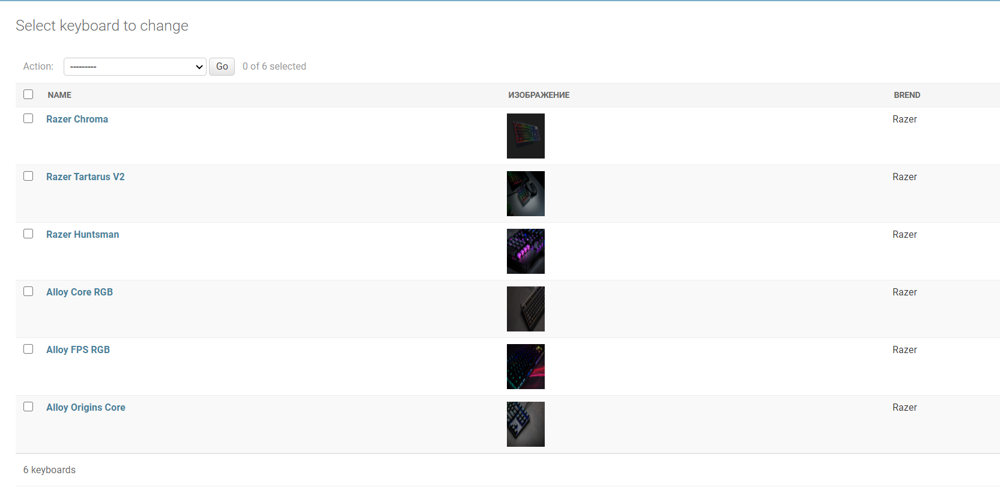 Select keyboard to change
Action: --------- Go 0 of 6 selected
NAME ИЗОБРАЖЕНИЕ BREND
Razer Chroma Razer
Razer Tartarus V2 Razer
Razer Huntsman Razer
Alloy Core RGB Razer
Alloy FPS RGB Razer
Alloy Origins Core Razer
6 keyboards